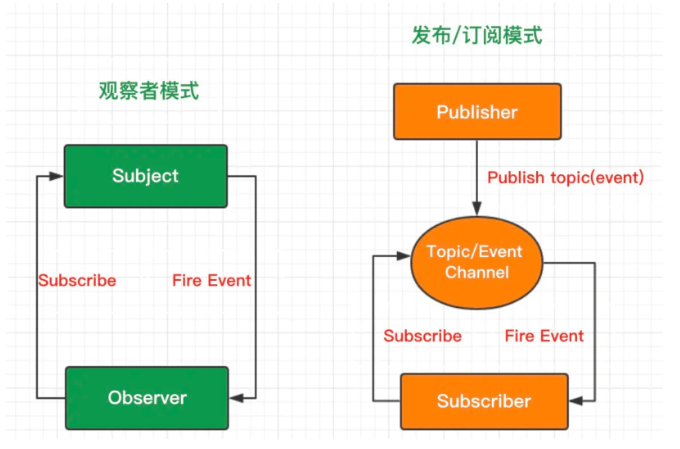 观察者模式
Subject
Subscribe
Fire Event
Observer
发布/订阅模式
Publisher
Publish topic(event)
Topic/Event
Channel
Subscribe
Fire Event
Subscriber